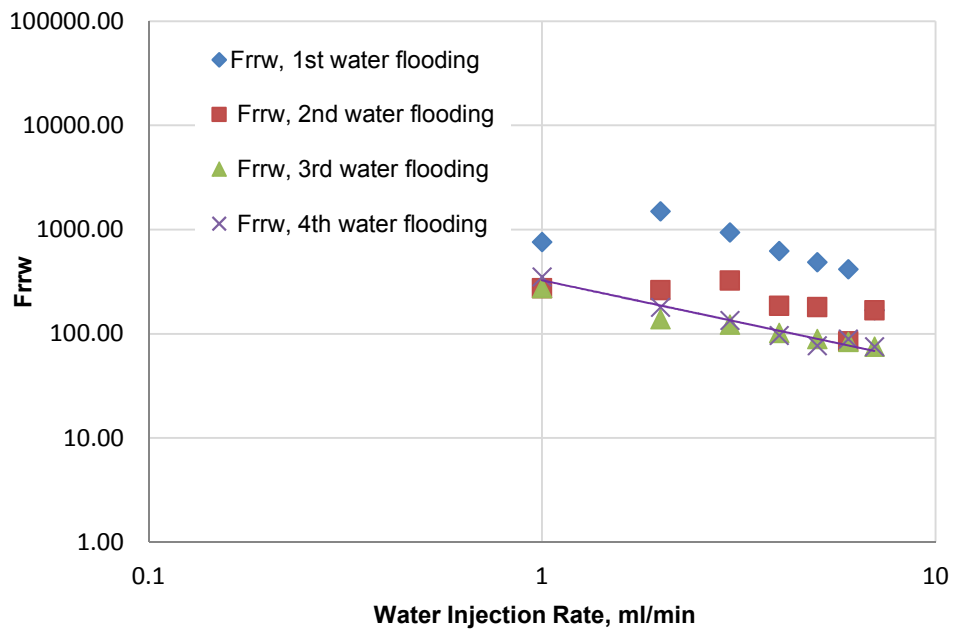 100000.00
10000.00
1000.00
100.00
10.00
1.00
Frrw
Frrw, 1st water flooding
Frrw, 2nd water flooding
Frrw, 3rd water flooding
Frrw, 4th water flooding
0.1
1
10
Water Injection Rate, ml/min